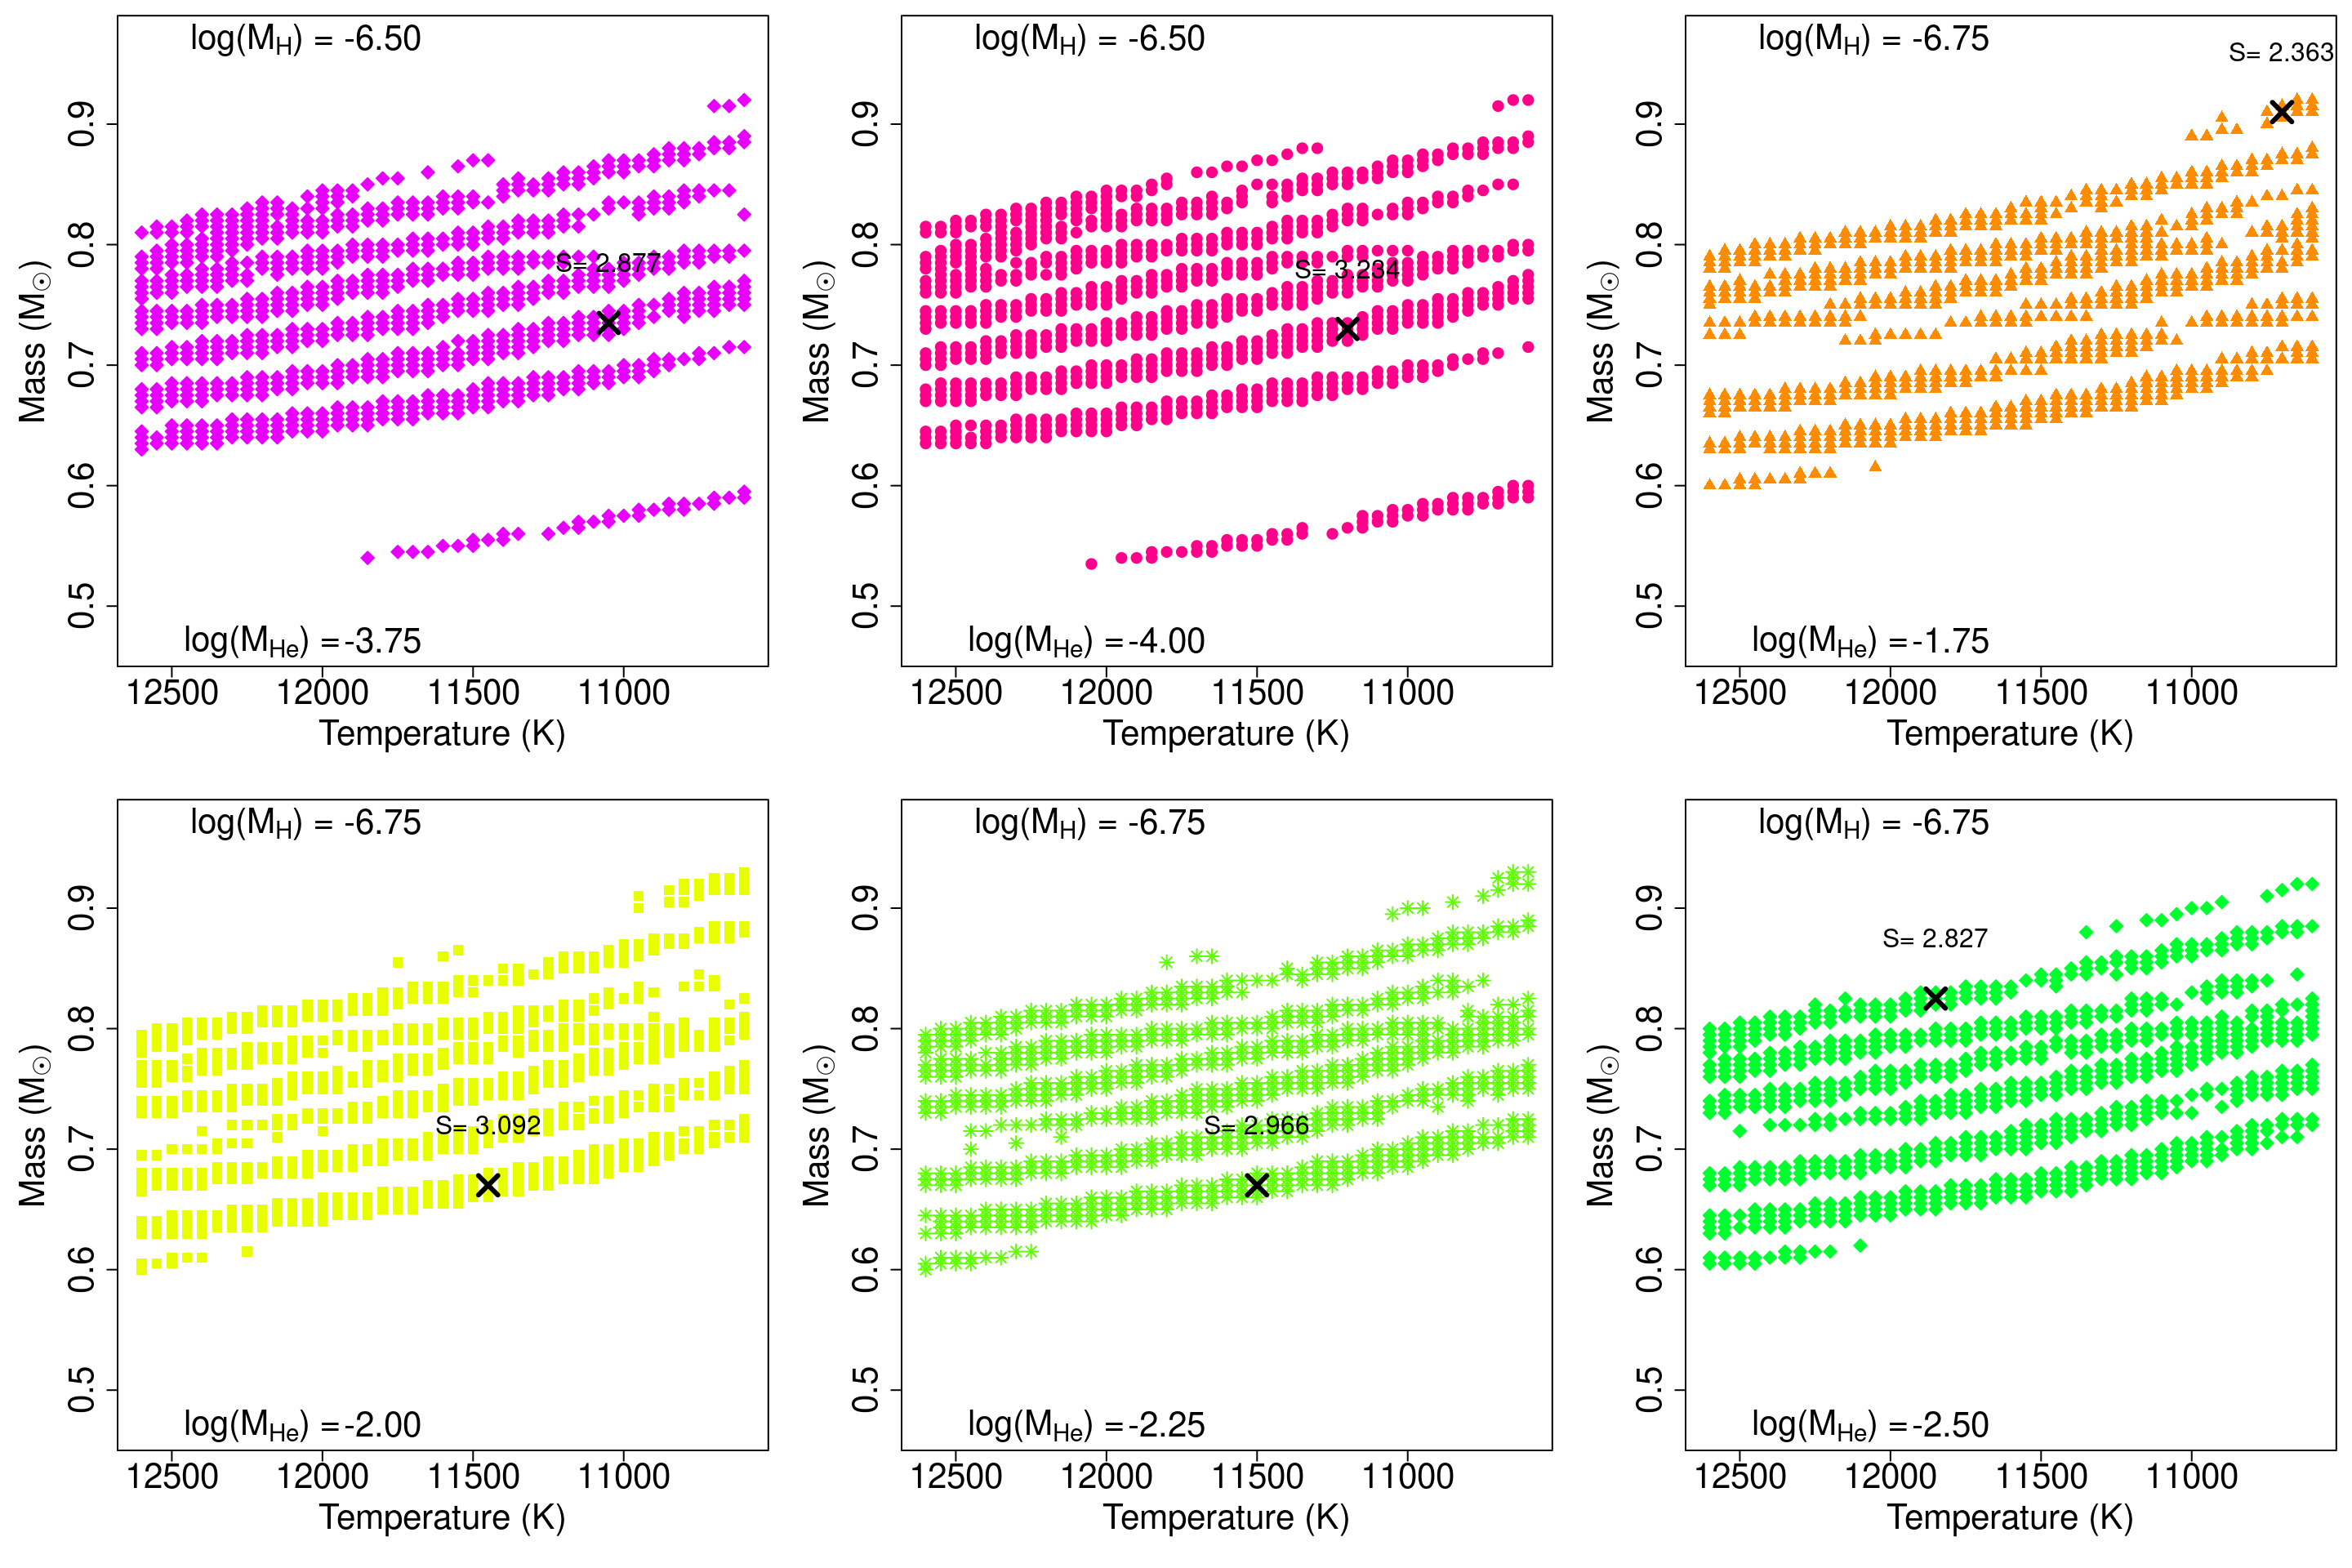 log(M_H) = -6.50
S= 2.877
log(M_He) =-3.75
0.5 0.6 0.7 0.8 0.9
Mass (M☉)
12500 12000 11500 11000
Temperature (K)
log(M_H) = -6.50
S= 3.234
log(M_He) =-4.00
0.5 0.6 0.7 0.8 0.9
Mass (M☉)
12500 12000 11500 11000
Temperature (K)
log(M_H) = -6.75
S= 2.363
log(M_He) =-1.75
0.5 0.6 0.7 0.8 0.9
Mass (M☉)
12500 12000 11500 11000
Temperature (K)
log(M_H) = -6.75
S= 3.092
log(M_He) =-2.00
0.5 0.6 0.7 0.8 0.9
Mass (M☉)
12500 12000 11500 11000
Temperature (K)
log(M_H) = -6.75
S= 2.966
log(M_He) =-2.25
0.5 0.6 0.7 0.8 0.9
Mass (M☉)
12500 12000 11500 11000
Temperature (K)
log(M_H) = -6.75
S= 2.827
log(M_He) =-2.50
0.5 0.6 0.7 0.8 0.9
Mass (M☉)
12500 12000 11500 11000
Temperature (K)